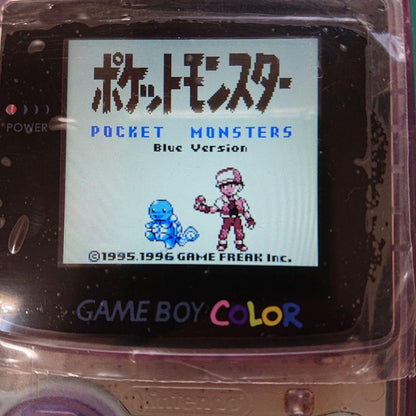 ポケットモンスター
POCKET MONSTERS
Blue Version
POWER
©1995.1996 GAME FREAK Inc.
GAME BOY COLOR
Nintendo